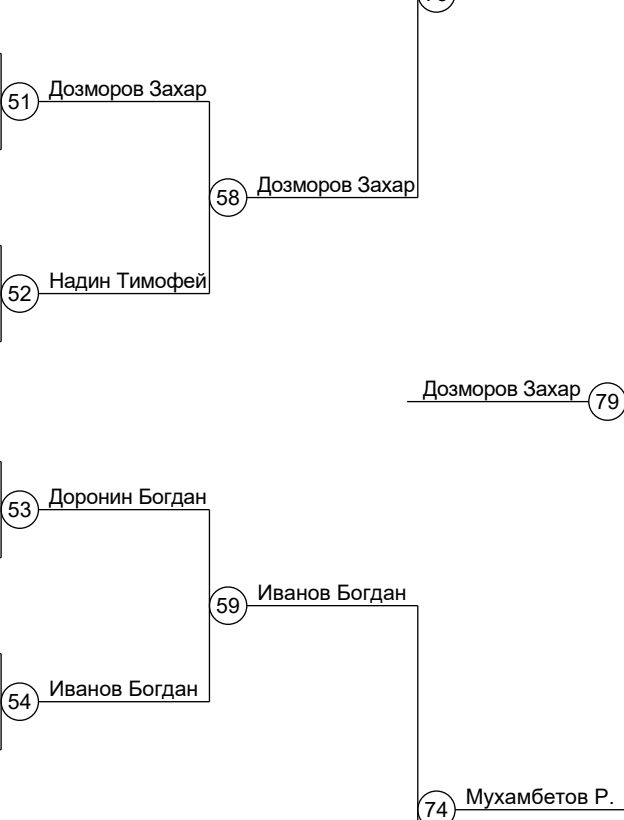 51 Дозморов Захар
58 Дозморов Захар
52 Надин Тимофей
Дозморов Захар 79
53 Доронин Богдан
59 Иванов Богдан
54 Иванов Богдан
74 Мухамбетов Р.